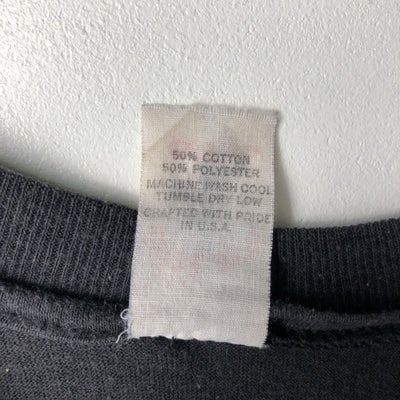 50% COTTON
50% POLYESTER
MACHINE WASH COOL
TUMBLE DRY LOW
CRAFTED WITH PRIDE
IN U.S.A.